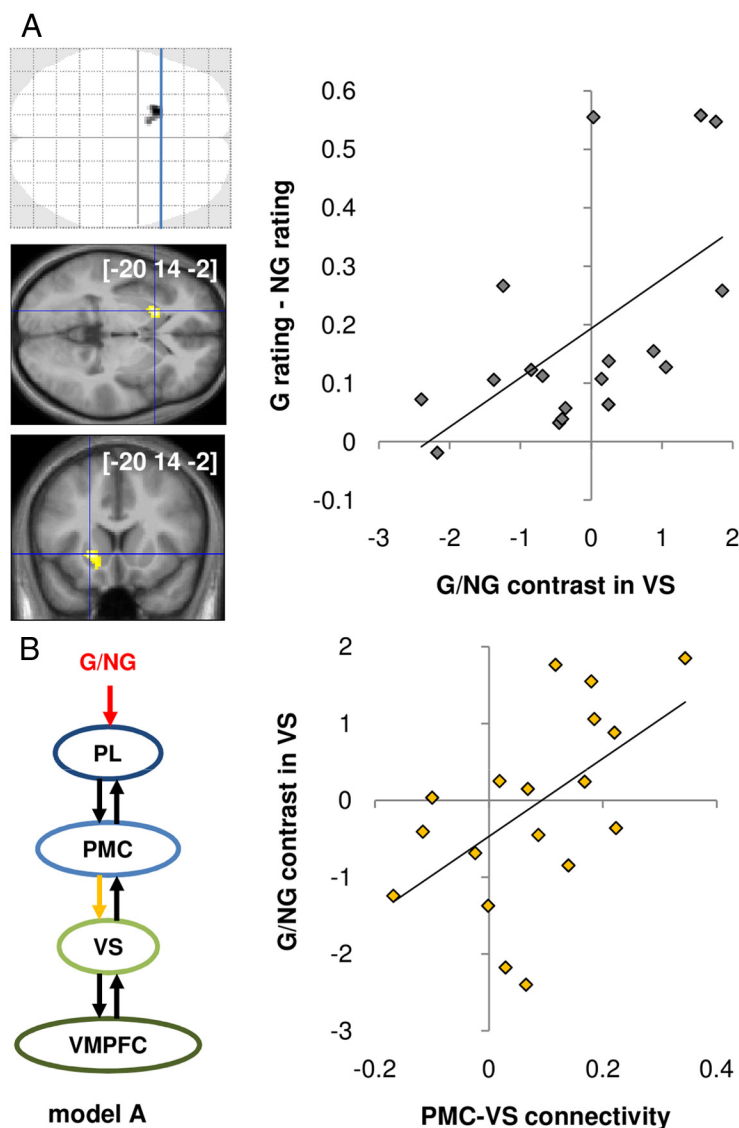 A
[-20 14 -2]
[-20 14 -2]
G rating - NG rating
0.6
0.5
0.4
0.3
0.2
0.1
0
-0.1
-3 -2 -1 0 1 2
G/NG contrast in VS
B
G/NG
PL
PMC
VS
VMPFC
model A
G/NG contrast in VS
2
1
0
-1
-2
-3
-0.2 0 0.2 0.4
PMC-VS connectivity